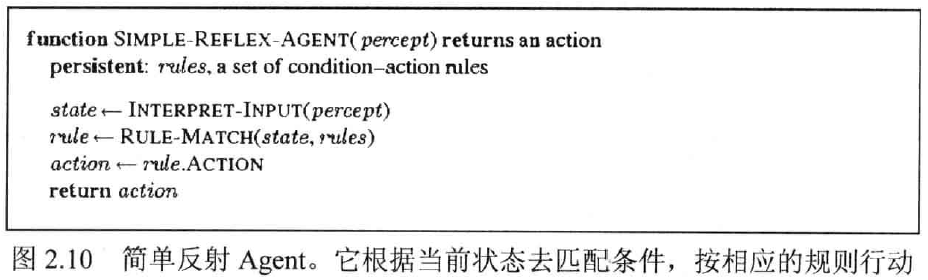 function SIMPLE-REFLEX-AGENT(percept) returns an action
persistent: rules, a set of condition–action rules
state ← INTERPRET-INPUT(percept)
rule ← RULE-MATCH(state, rules)
action ← rule.ACTION
return action
图 2.10 简单反射 Agent。它根据当前状态去匹配条件，按相应的规则行动